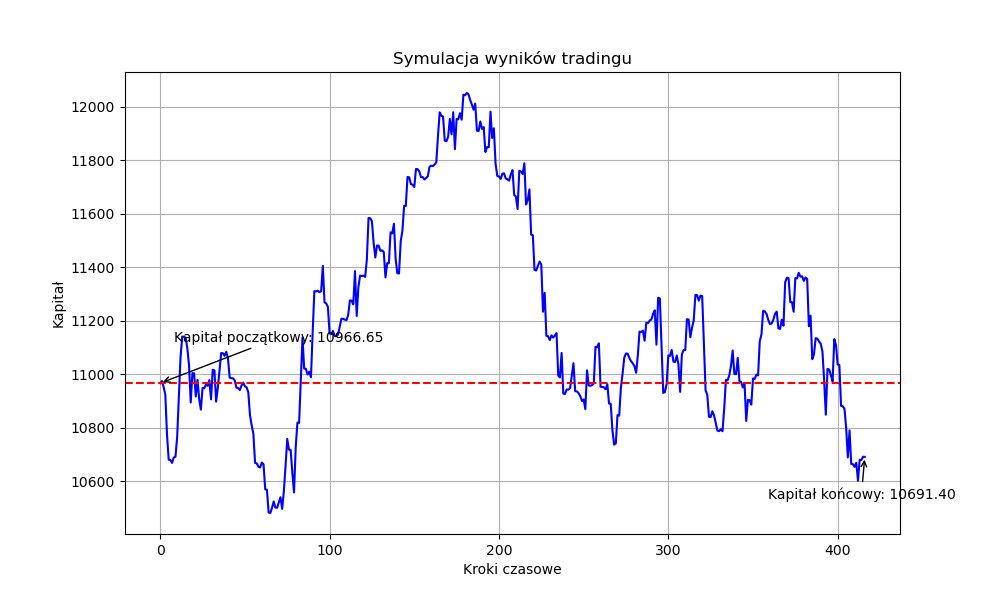 Symulacja wyników tradingu
Kapitał
12000
11800
11600
11400
11200
11000
10800
10600
Kapitał początkowy: 10966.65
Kapitał końcowy: 10691.40
0
100
200
300
400
Kroki czasowe